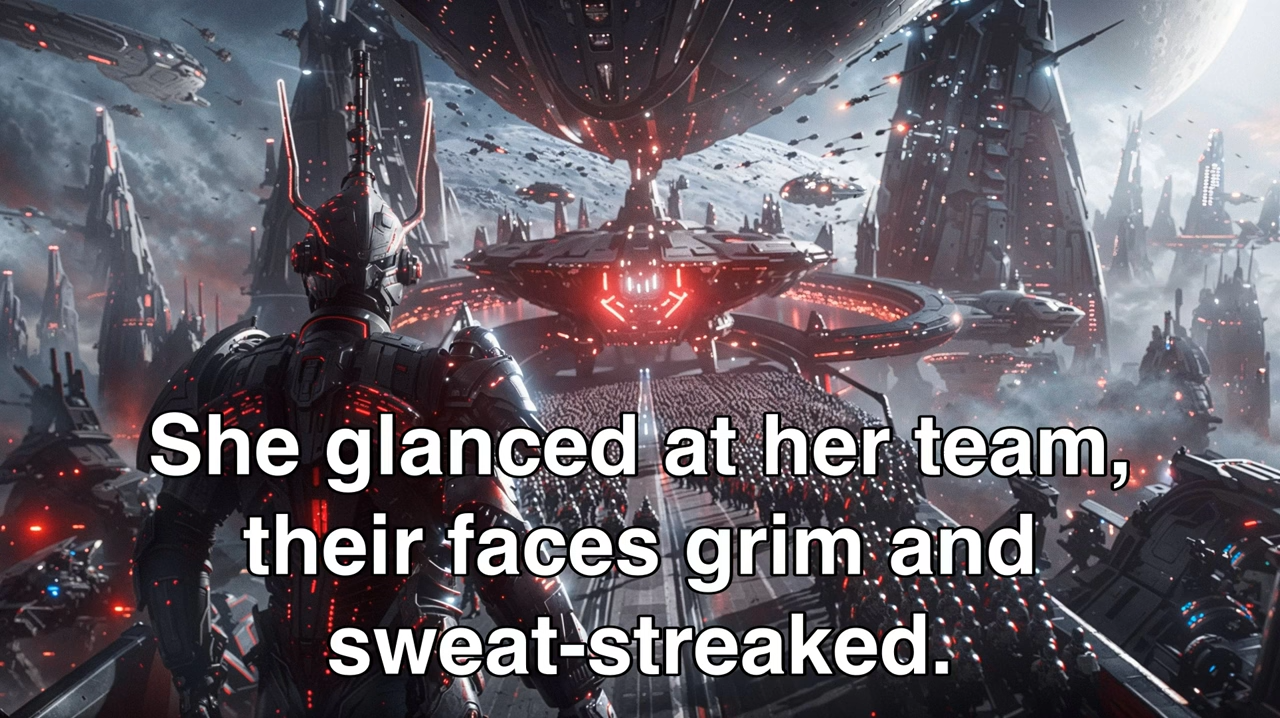 She glanced at her team,
their faces grim and
sweat-streaked.